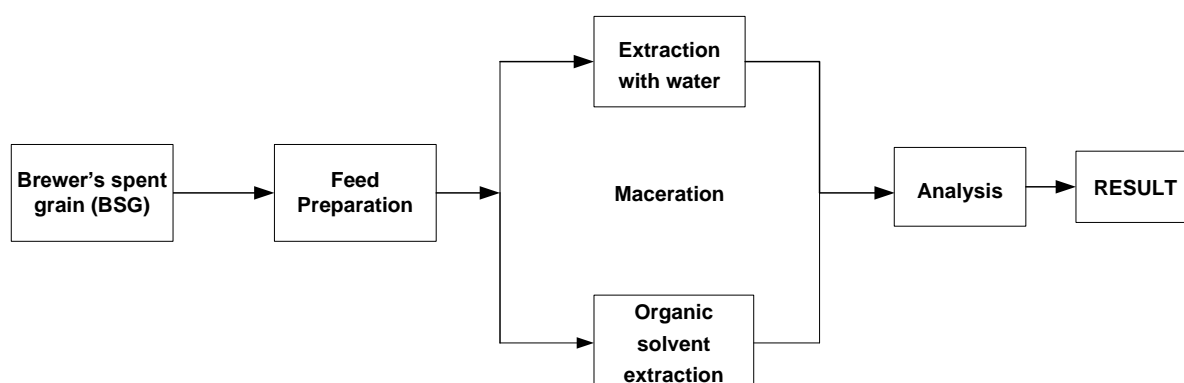 Extraction
with water
Brewer's spent
grain (BSG)
Feed
Preparation
Maceration
Analysis
RESULT
Organic
solvent
extraction